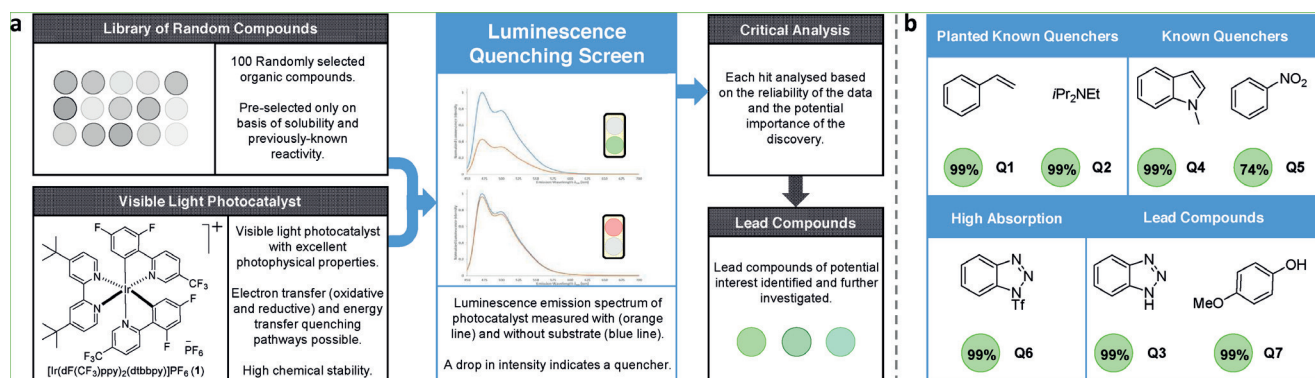 a
Library of Random Compounds
100 Randomly selected
organic compounds.
Pre-selected only on
basis of solubility and
previously-known
reactivity.
Visible Light Photocatalyst
F
F
N
N
CF3
Ir
N
N
F
F
F3C
+
PF6
–
[Ir(dF(CF3)ppy)2(dtbbpy)]PF6 (1)
Visible light photocatalyst
with excellent
photophysical properties.
Electron transfer (oxidative
and reductive) and energy
transfer quenching
pathways possible.
High chemical stability.
Luminescence
Quenching Screen
Luminescence emission spectrum of
photocatalyst measured with (orange
line) and without substrate (blue line).
A drop in intensity indicates a quencher.
Critical Analysis
Each hit analysed based
on the reliability of the data
and the potential
importance of the
discovery.
Lead Compounds
Lead compounds of potential
interest identified and further
investigated.
b
Planted Known Quenchers
iPr2NEt
99% Q1
99% Q2
Known Quenchers
N
NO2
99% Q4
74% Q5
High Absorption
N
N
N
Tf
99% Q6
Lead Compounds
N
N
N
H
MeO
OH
99% Q3
99% Q7